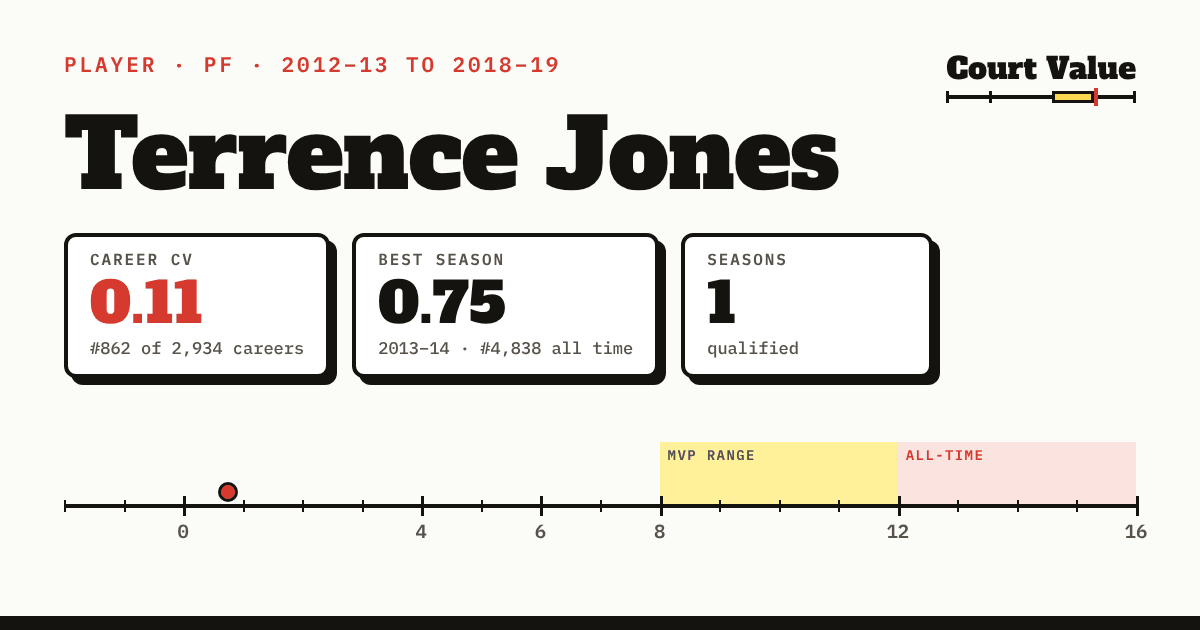 PLAYER · PF · 2012–13 TO 2018–19
Court Value
Terrence Jones
CAREER CV
0.11
#862 of 2,934 careers
BEST SEASON
0.75
2013–14 · #4,838 all time
SEASONS
1
qualified
MVP RANGE
ALL-TIME
0 4 6 8 12 16